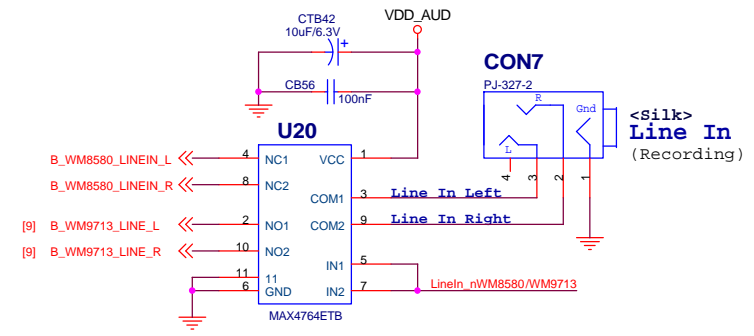 CTB42
10uF/6.3V
+
VDD_AUD
CB56
100nF
CON7
PJ-327-2
R
Gnd
L
<Silk>
Line In
(Recording)
4
3
2
1
U20
B_WM8580_LINEIN_L
4
NC1
VCC
1
B_WM8580_LINEIN_R
8
NC2
COM1
3
Line In Left
[9]
B_WM9713_LINE_L
2
NO1
COM2
9
Line In Right
[9]
B_WM9713_LINE_R
10
NO2
IN1
5
11
11
6
GND
IN2
7
LineIn_nWM8580/WM9713
MAX4764ETB